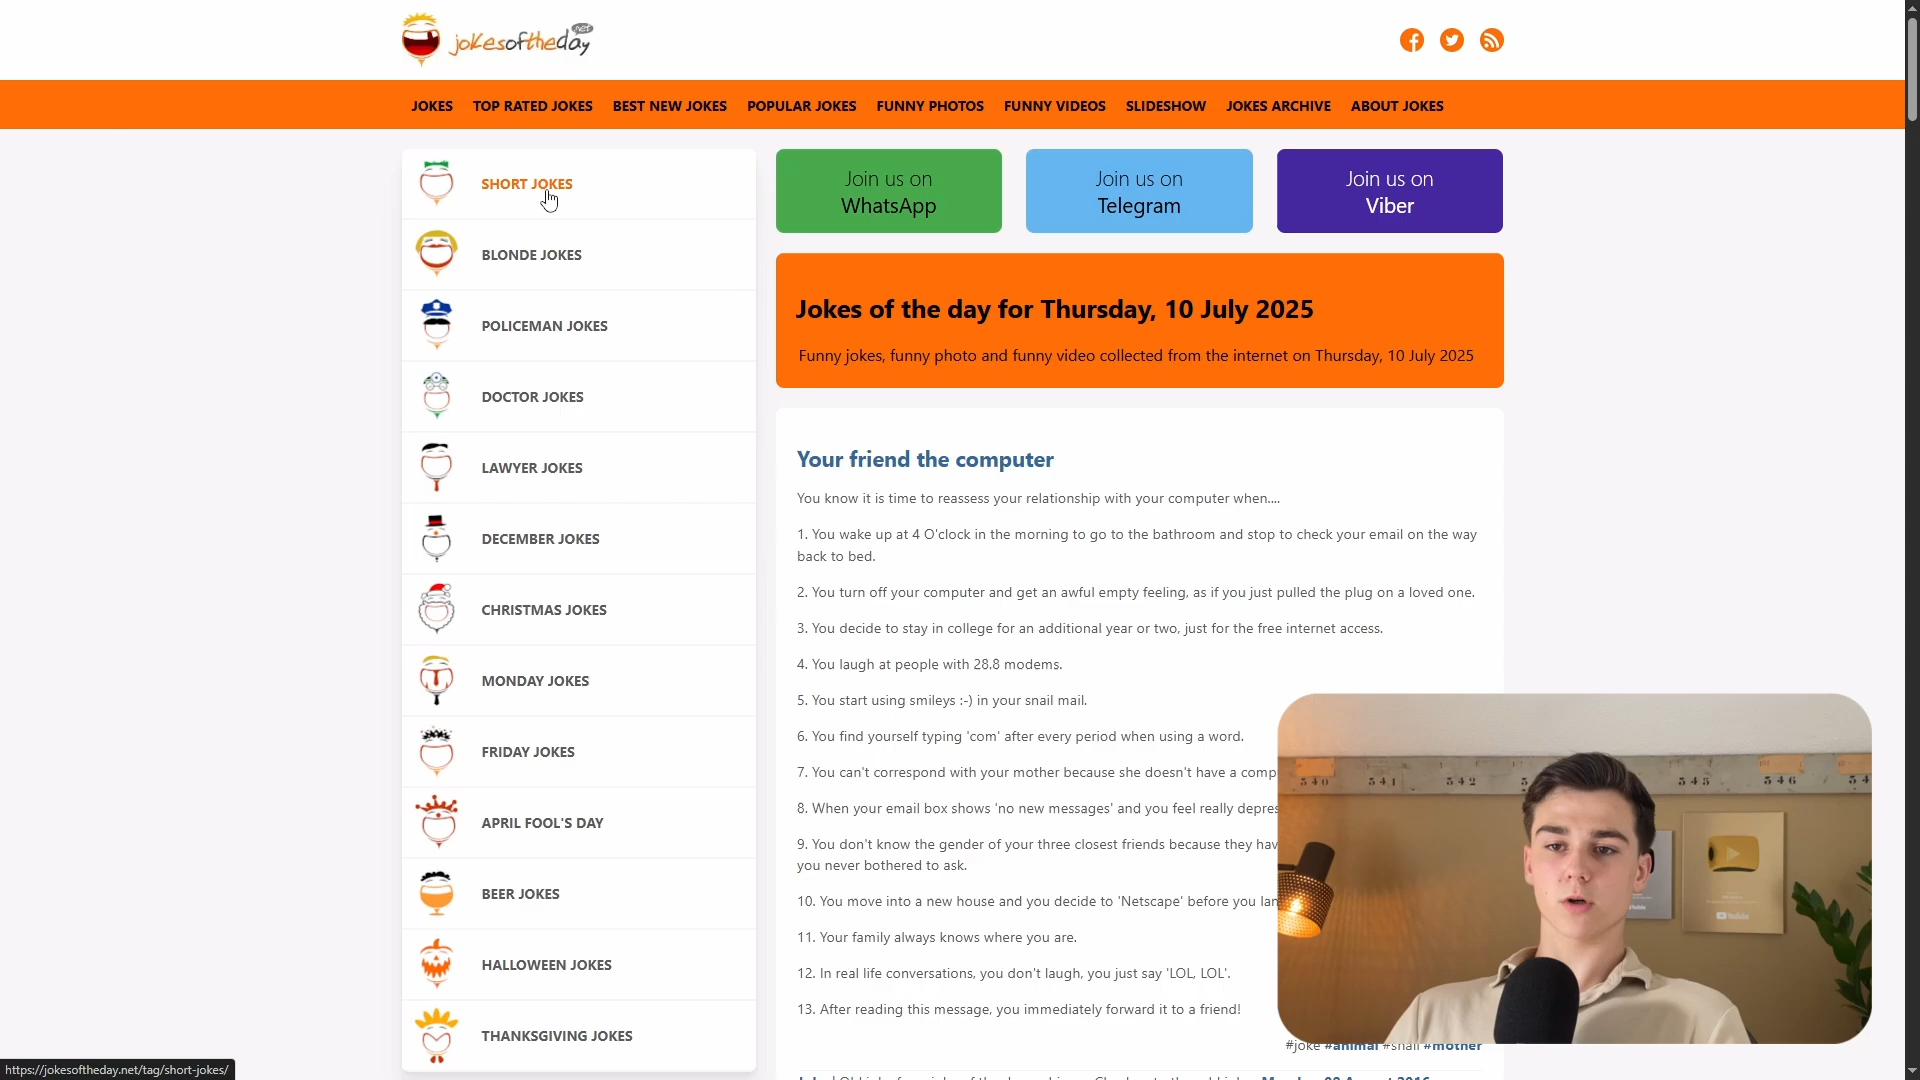 jokesoftheday
.net
JOKES TOP RATED JOKES BEST NEW JOKES POPULAR JOKES FUNNY PHOTOS FUNNY VIDEOS SLIDESHOW JOKES ARCHIVE ABOUT JOKES
SHORT JOKES
BLONDE JOKES
POLICEMAN JOKES
DOCTOR JOKES
LAWYER JOKES
DECEMBER JOKES
CHRISTMAS JOKES
MONDAY JOKES
FRIDAY JOKES
APRIL FOOL'S DAY
BEER JOKES
HALLOWEEN JOKES
THANKSGIVING JOKES
Join us on
WhatsApp
Join us on
Telegram
Join us on
Viber
Jokes of the day for Thursday, 10 July 2025
Funny jokes, funny photo and funny video collected from the internet on Thursday, 10 July 2025
Your friend the computer
You know it is time to reassess your relationship with your computer when....
1. You wake up at 4 O'clock in the morning to go to the bathroom and stop to check your email on the way
back to bed.
2. You turn off your computer and get an awful empty feeling, as if you just pulled the plug on a loved one.
3. You decide to stay in college for an additional year or two, just for the free internet access.
4. You laugh at people with 28.8 modems.
5. You start using smileys :-) in your snail mail.
6. You find yourself typing 'com' after every period when using a word.
7. You can't correspond with your mother because she doesn't have a comp
8. When your email box shows 'no new messages' and you feel really depres
9. You don't know the gender of your three closest friends because they hav
you never bothered to ask.
10. You move into a new house and you decide to 'Netscape' before you lan
11. Your family always knows where you are.
12. In real life conversations, you don't laugh, you just say 'LOL, LOL'.
13. After reading this message, you immediately forward it to a friend!
#joke #animal #snail #mother
540 541 542 543 545 546 54
YouTube
YouTube
https://jokesoftheday.net/tag/short-jokes/